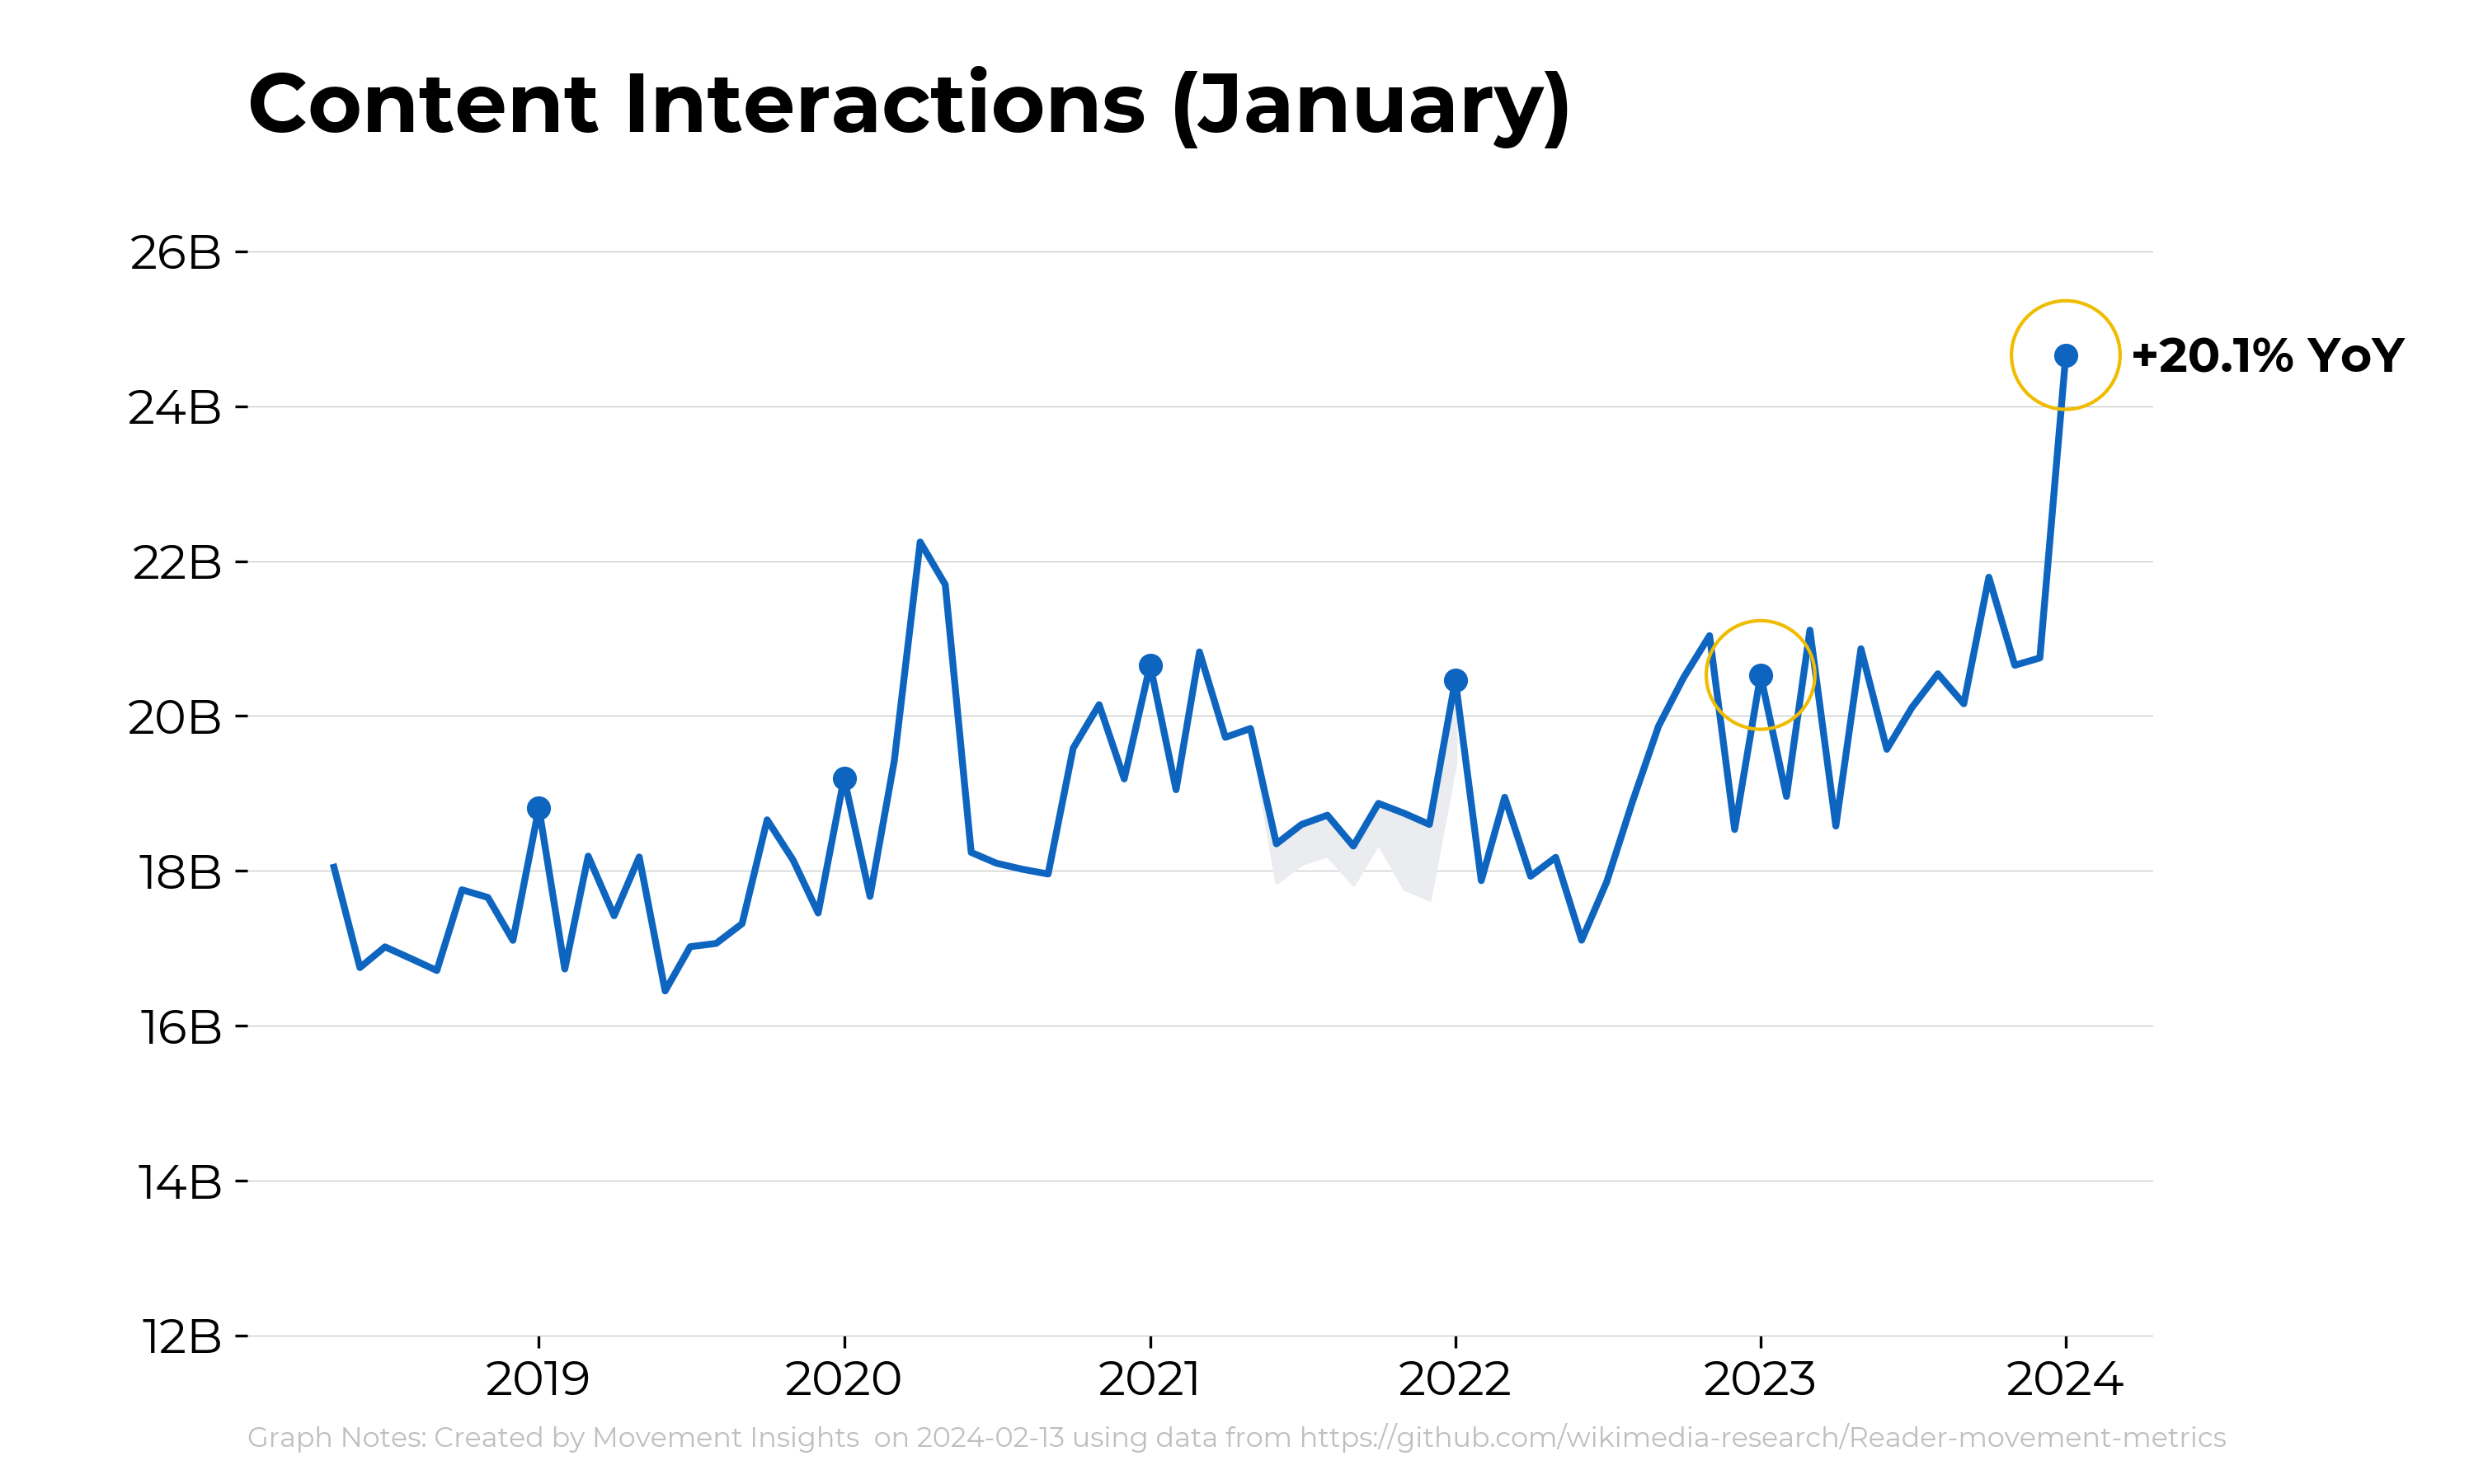 Content Interactions (January)
26B
24B
22B
20B
18B
16B
14B
12B
+20.1% YoY
2019 2020 2021 2022 2023 2024
Graph Notes: Created by Movement Insights  on 2024-02-13 using data from https://github.com/wikimedia-research/Reader-movement-metrics